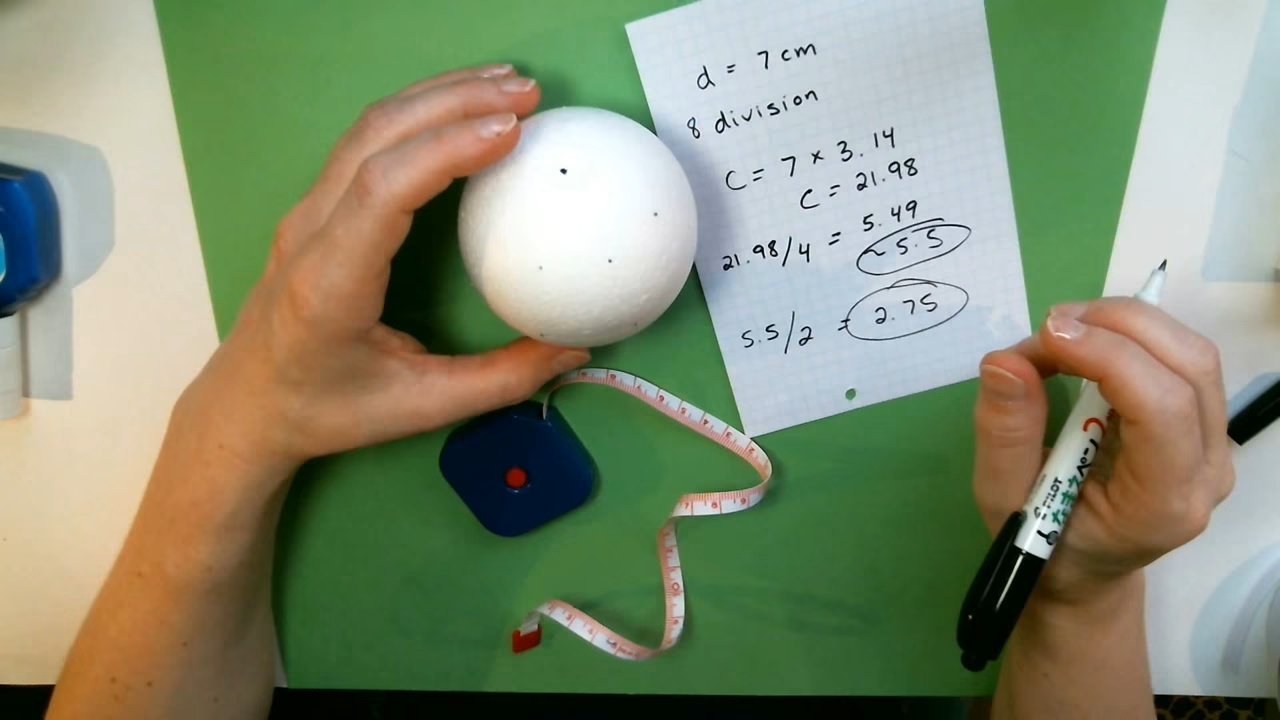 d = 7 cm
8 division
C = 7 × 3.14
C = 21.98
21.98/4 = 5.49
~5.5
5.5/2 = 2.75
PILOT